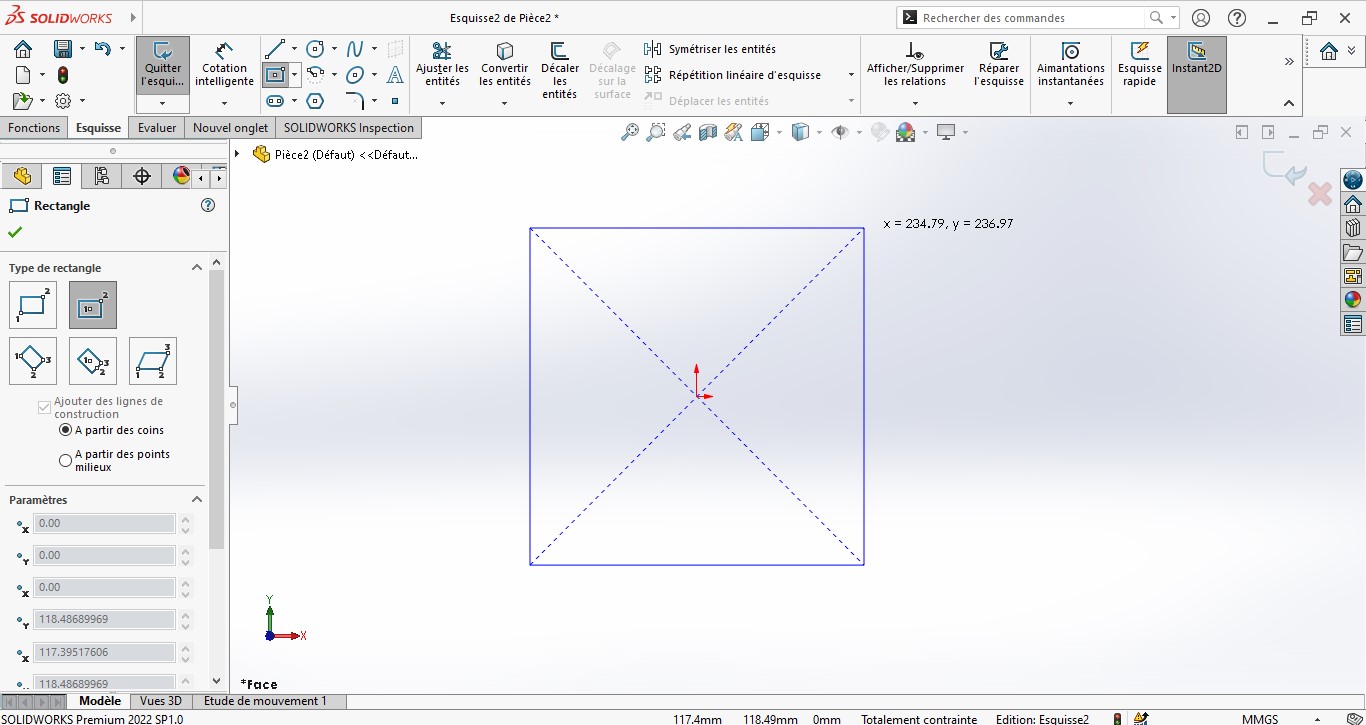 SOLIDWORKS
Esquisse2 de Pièce2 *
Rechercher des commandes
Quitter
l'esqui...
Cotation
intelligente
Ajuster les
entités
Convertir
les entités
Décaler
les
entités
Décalage
sur la
surface
Symétriser les entités
Répétition linéaire d'esquisse
Déplacer les entités
Afficher/Supprimer
les relations
Réparer
l'esquisse
Aimantations
instantanées
Esquisse
rapide
Instant2D
Fonctions
Esquisse
Evaluer
Nouvel onglet
SOLIDWORKS Inspection
Pièce2 (Défaut) <<Défaut...
Rectangle
x = 234.79, y = 236.97
Type de rectangle
Ajouter des lignes de
construction
A partir des coins
A partir des points
milieux
Paramètres
0.00
0.00
0.00
118.48689969
117.39517606
118.48689969
Y
X
*Face
Modèle
Vues 3D
Etude de mouvement 1
SOLIDWORKS Premium 2022 SP1.0
117.4mm
118.49mm
0mm
Totalement contrainte
Edition: Esquisse2
MMGS